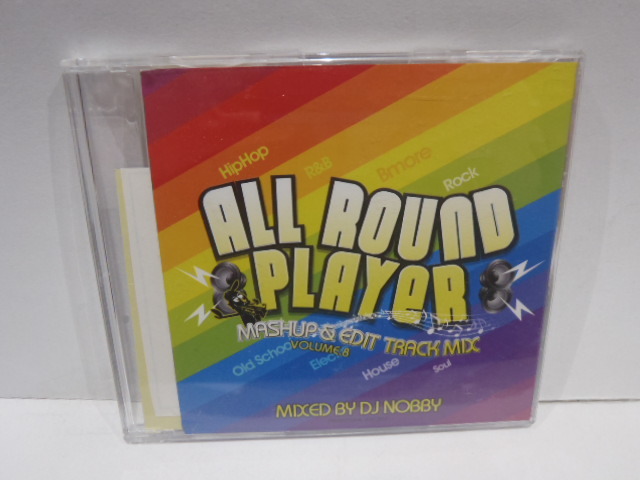 HipHop
R&B
Bmore
Rock
ALL ROUND
PLAYER
MASHUP & EDIT TRACK MIX
VOLUME 8
Old School
Elec
House
Soul
MIXED BY DJ NOBBY